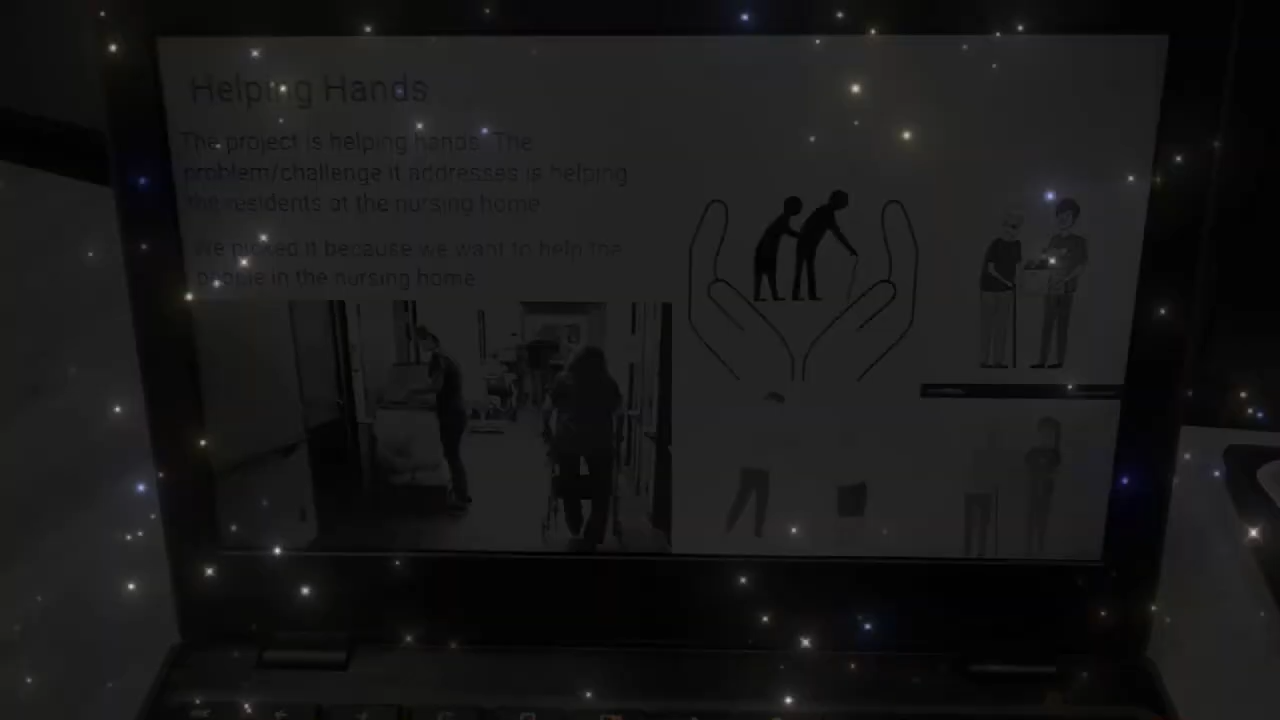 Helping Hands
The project is helping hands. The
problem/challenge it addresses is helping
the residents at the nursing home
We picked it because we want to help the
people in the nursing home